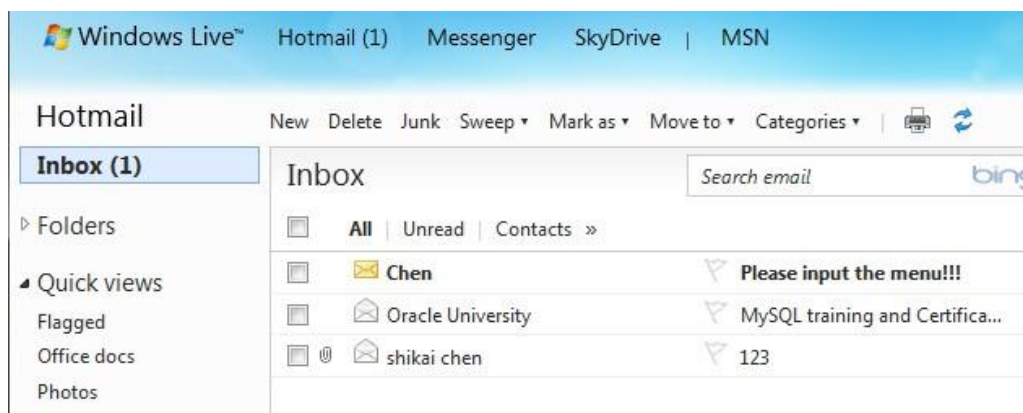 Windows Live™ Hotmail (1) Messenger SkyDrive | MSN
Hotmail
New Delete Junk Sweep Mark as Move to Categories
Inbox (1)
Inbox
Search email bing
Folders
All | Unread | Contacts »
Chen Please input the menu!!!
Quick views
Oracle University MySQL training and Certifica...
Flagged
shikai chen 123
Office docs
Photos